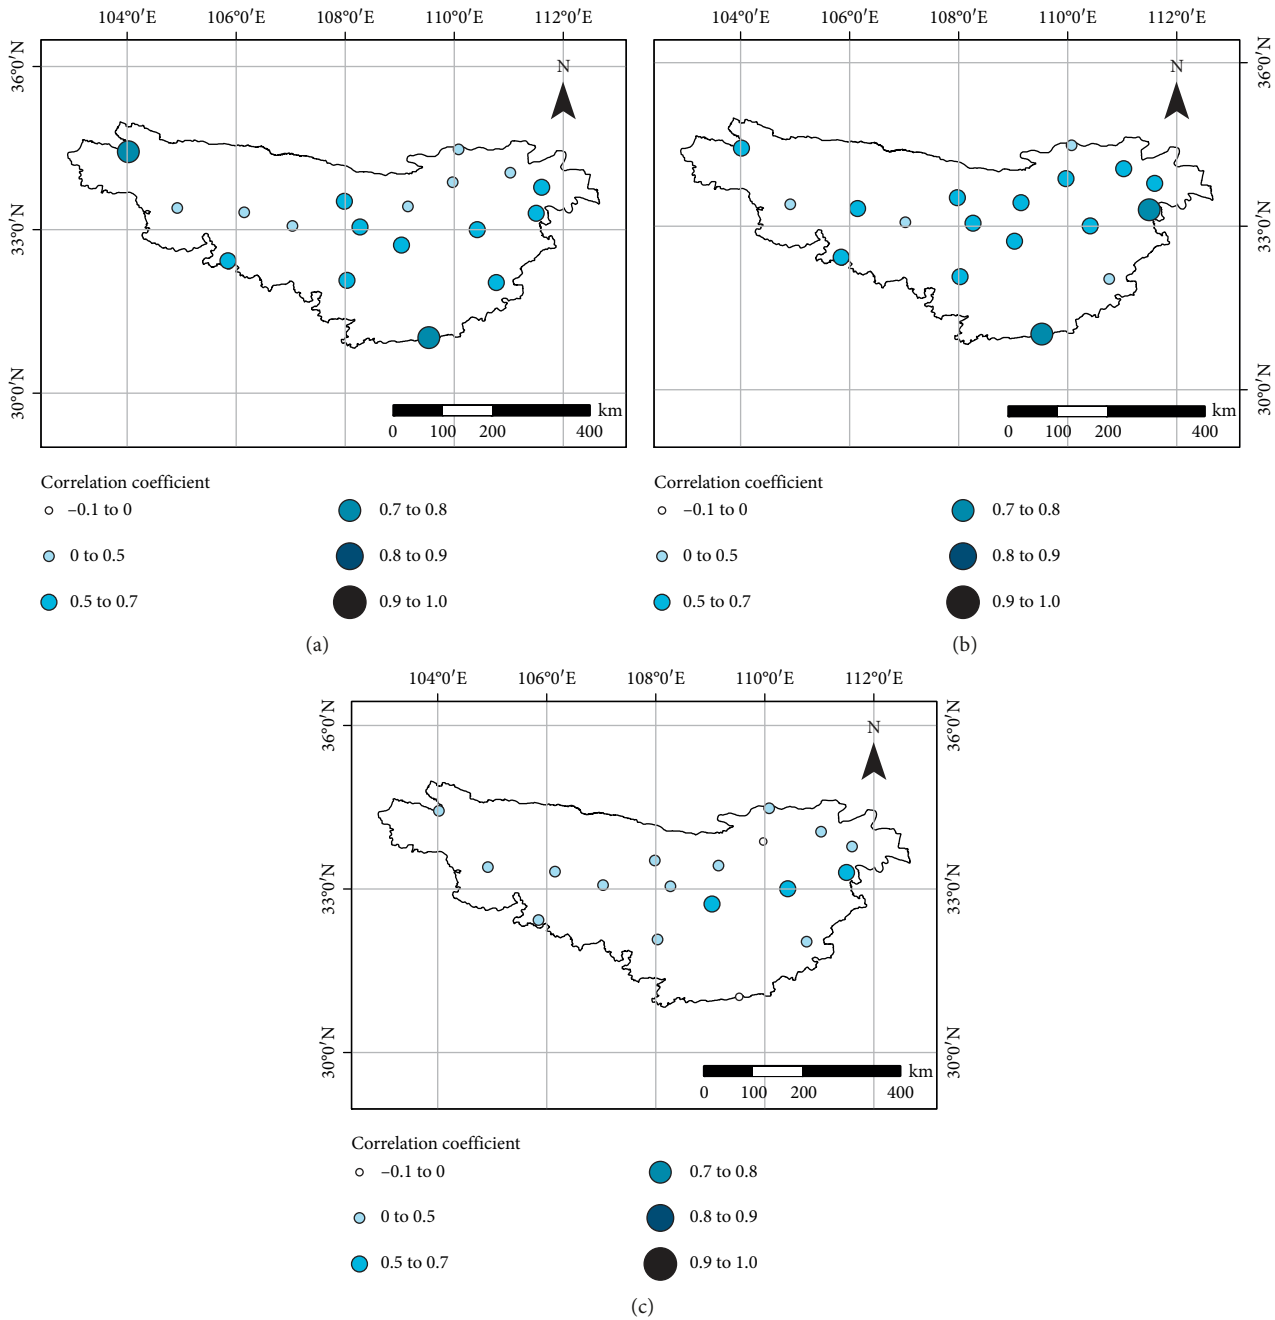 104°0′E 106°0′E 108°0′E 110°0′E 112°0′E
36°0′N
33°0′N
30°0′N
N
km
0 100 200 400
Correlation coefficient
–0.1 to 0
0 to 0.5
0.5 to 0.7
0.7 to 0.8
0.8 to 0.9
0.9 to 1.0
(a)
104°0′E 106°0′E 108°0′E 110°0′E 112°0′E
36°0′N
33°0′N
30°0′N
N
km
0 100 200 400
Correlation coefficient
–0.1 to 0
0 to 0.5
0.5 to 0.7
0.7 to 0.8
0.8 to 0.9
0.9 to 1.0
(b)
104°0′E 106°0′E 108°0′E 110°0′E 112°0′E
36°0′N
33°0′N
30°0′N
36°0′N
33°0′N
30°0′N
N
km
0 100 200 400
Correlation coefficient
–0.1 to 0
0 to 0.5
0.5 to 0.7
0.7 to 0.8
0.8 to 0.9
0.9 to 1.0
(c)